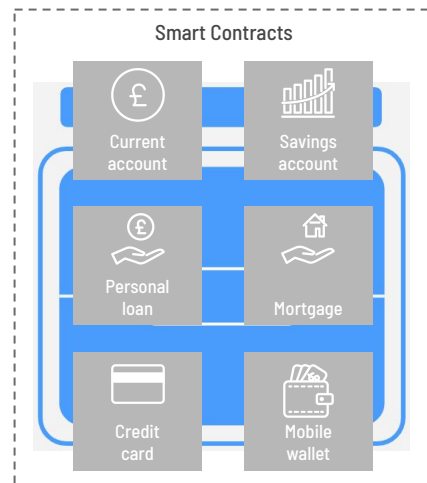 Smart Contracts
£
Current
account
Savings
account
£
Personal
loan
Mortgage
Credit
card
Mobile
wallet